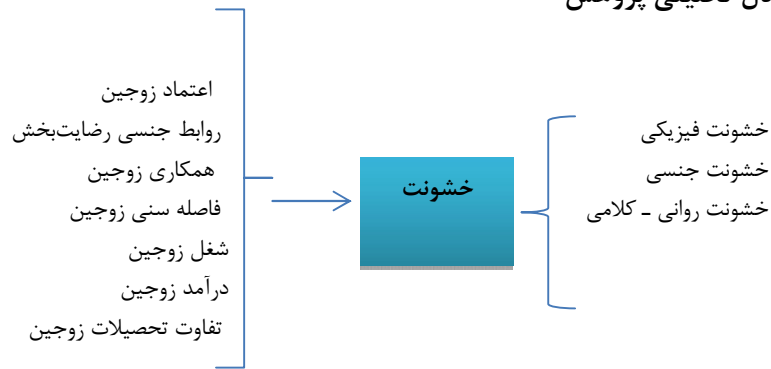 پژوهش
خشونت فیزیکی
خشونت جنسی
خشونت روانی ـ کلامی
خشونت
اعتماد زوجین
روابط جنسی رضایت‌بخش
همکاری زوجین
فاصله سنی زوجین
شغل زوجین
درآمد زوجین
تفاوت تحصیلات زوجین